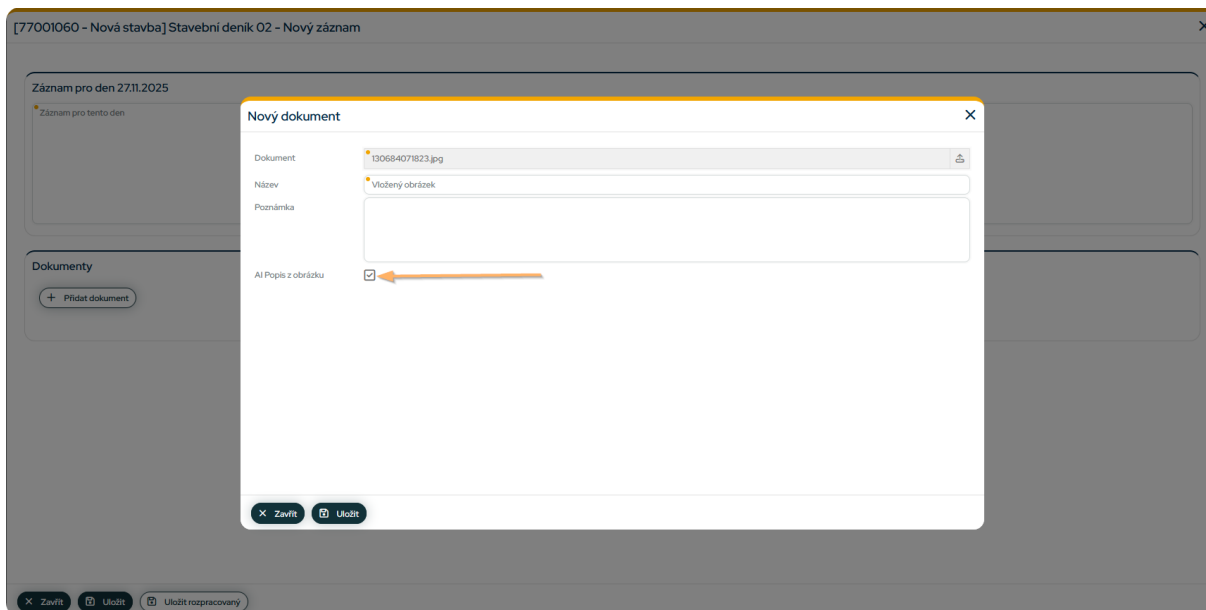 [77001060 - Nová stavba] Stavební deník 02 - Nový záznam
Záznam pro den 27.11.2025
Záznam pro tento den
Nový dokument
Dokument
130684071823.jpg
Název
Vložený obrázek
Poznámka
AI Popis z obrázku
Zavřít
Uložit
Dokumenty
Přidat dokument
Zavřít
Uložit
Uložit rozpracovaný